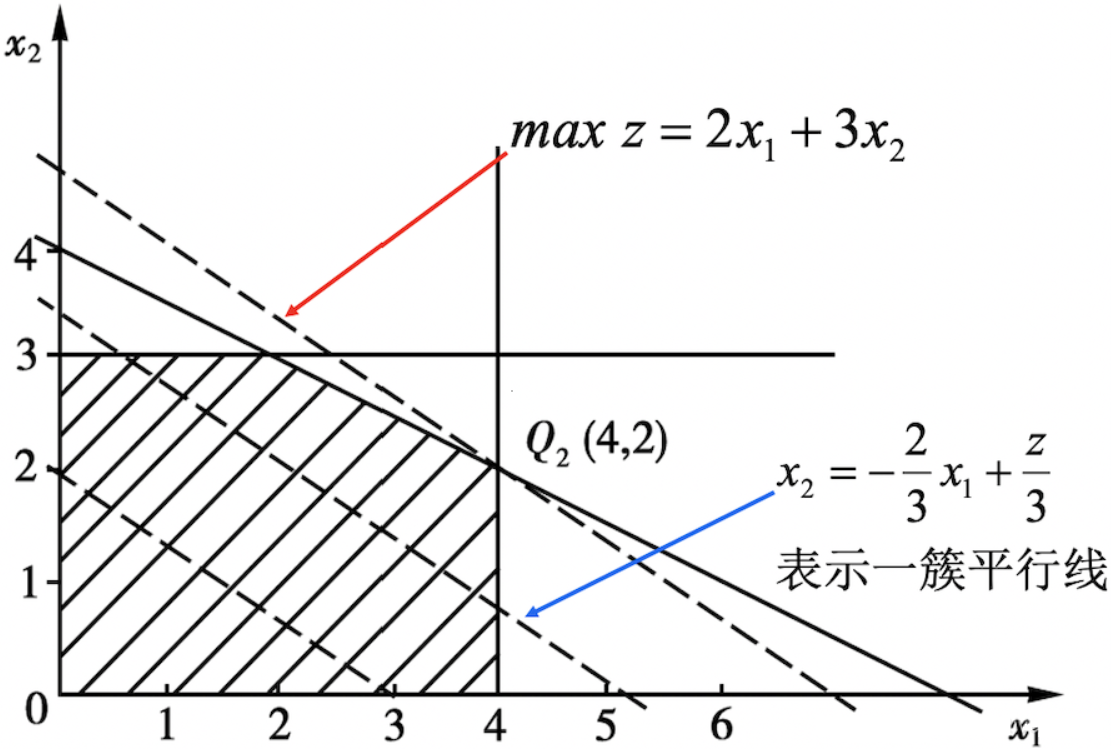 x₂
max z = 2x₁ + 3x₂
4
3
Q₂ (4,2)
x₂ = -2/3 x₁ + z/3
2
表示一簇平行线
1
0
1 2 3 4 5 6
x₁